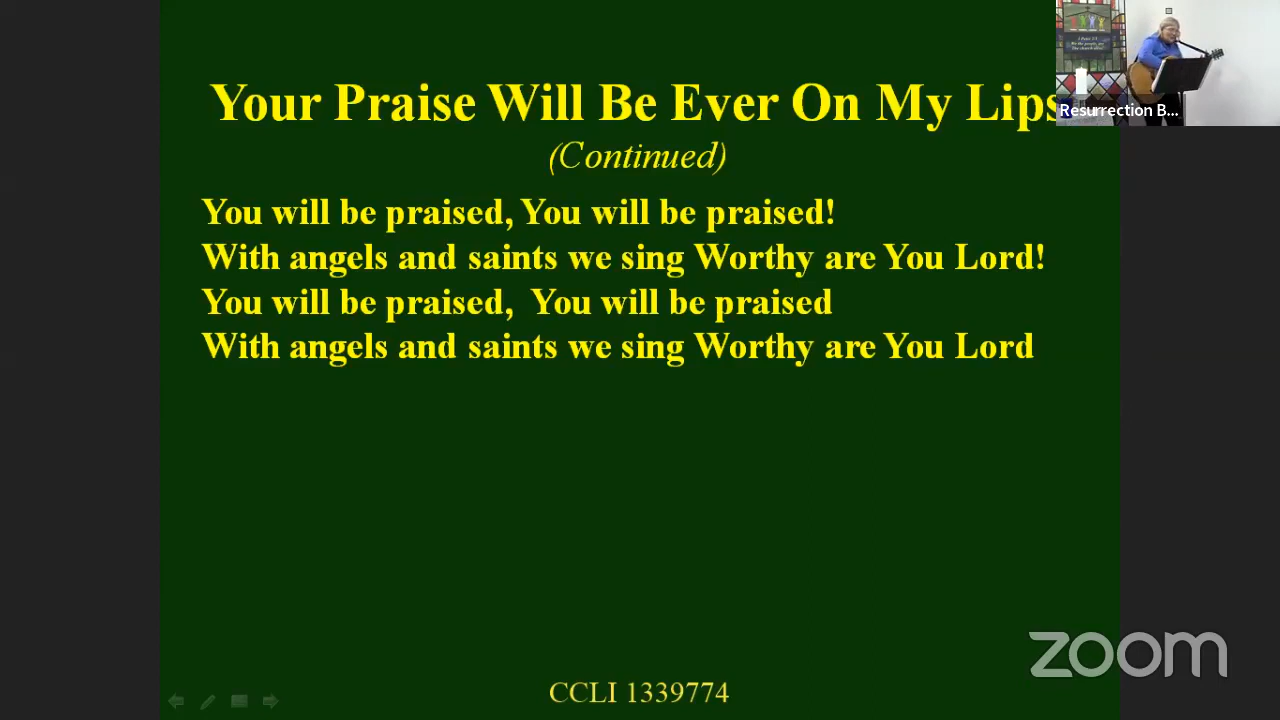 Your Praise Will Be Ever On My Lips
(Continued)
You will be praised, You will be praised!
With angels and saints we sing Worthy are You Lord!
You will be praised,  You will be praised
With angels and saints we sing Worthy are You Lord
CCLI 1339774
Resurrection B...
zoom